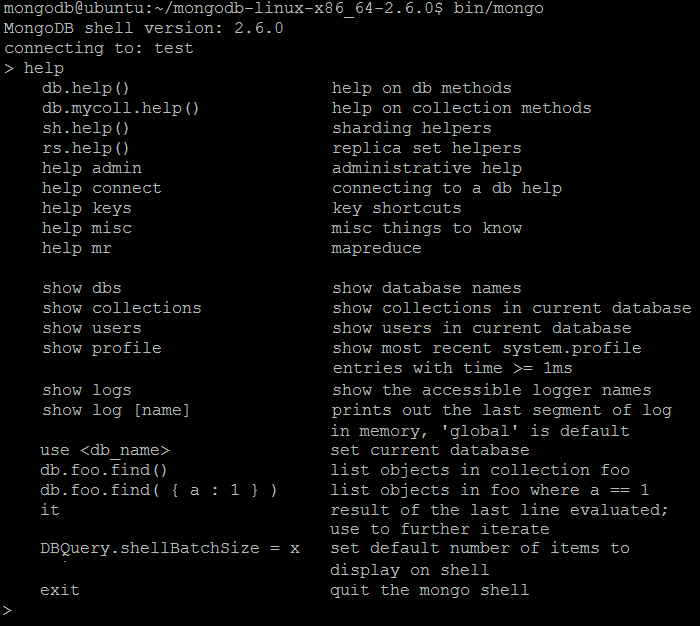 mongodb@ubuntu:~/mongodb-linux-x86_64-2.6.0$ bin/mongo
MongoDB shell version: 2.6.0
connecting to: test
> help
db.help() help on db methods
db.mycoll.help() help on collection methods
sh.help() sharding helpers
rs.help() replica set helpers
help admin administrative help
help connect connecting to a db help
help keys key shortcuts
help misc misc things to know
help mr mapreduce
show dbs show database names
show collections show collections in current database
show users show users in current database
show profile show most recent system.profile
entries with time >= 1ms
show logs show the accessible logger names
show log [name] prints out the last segment of log
in memory, 'global' is default
use <db_name> set current database
db.foo.find() list objects in collection foo
db.foo.find( { a : 1 } ) list objects in foo where a == 1
it result of the last line evaluated;
use to further iterate
DBQuery.shellBatchSize = x set default number of items to
display on shell
exit quit the mongo shell
>